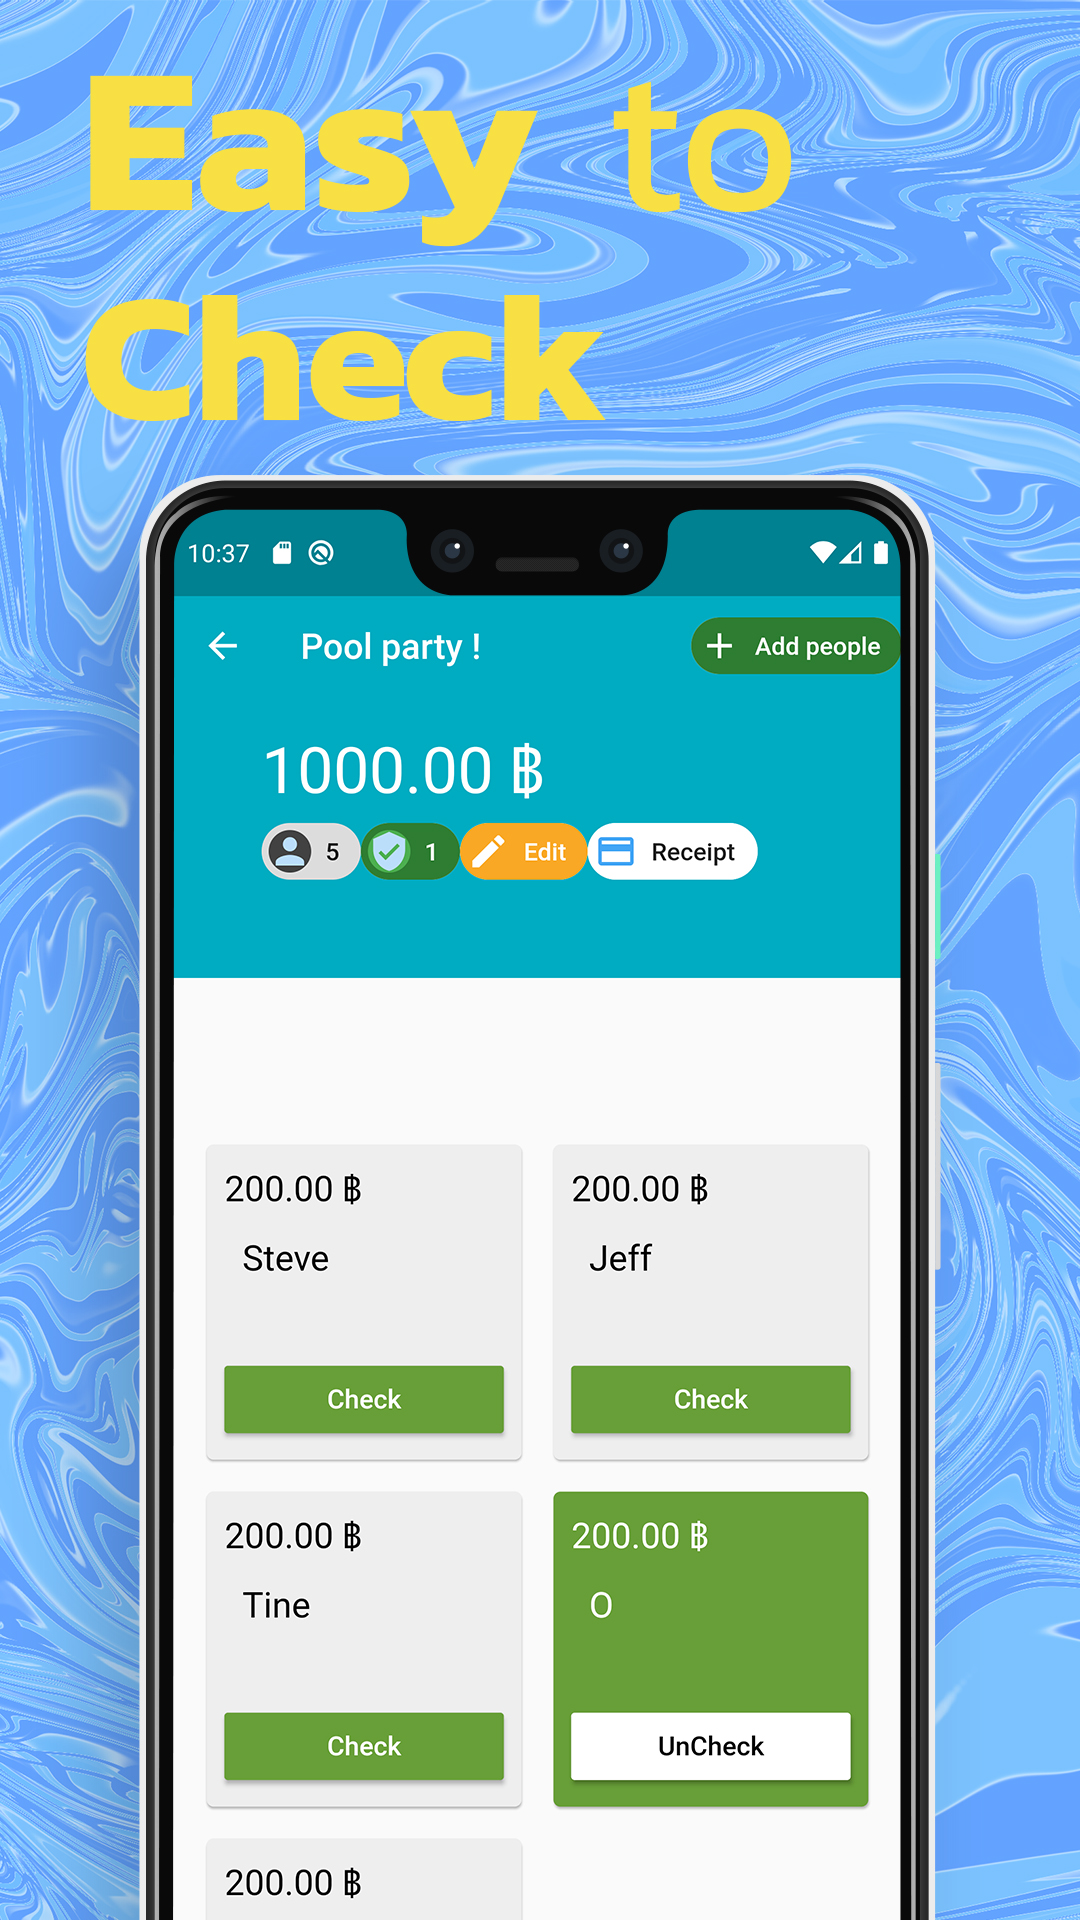 Easy to
Check
10:37
Pool party !
Add people
1000.00 ฿
5
1
Edit
Receipt
200.00 ฿
Steve
Check
200.00 ฿
Jeff
Check
200.00 ฿
Tine
Check
200.00 ฿
O
UnCheck
200.00 ฿